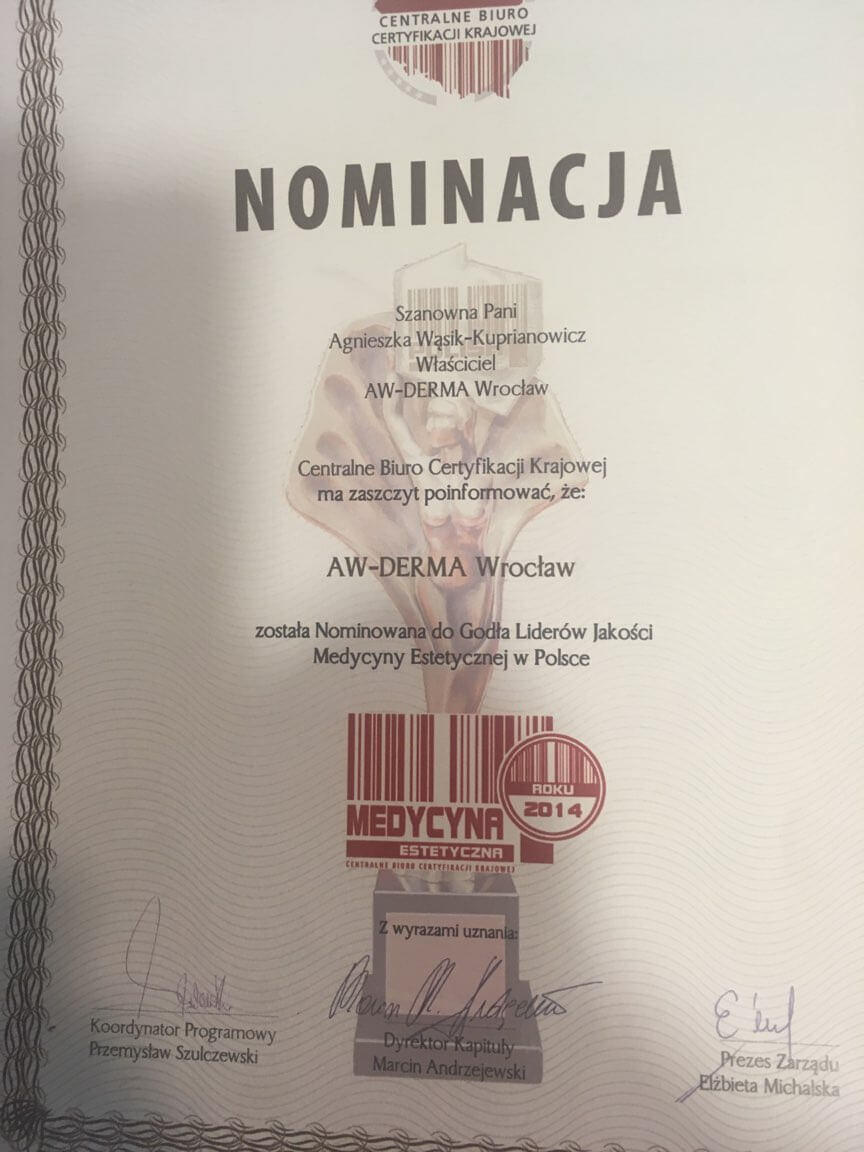 CENTRALNE BIURO
CERTYFIKACJI KRAJOWEJ
NOMINACJA
Szanowna Pani
Agnieszka Wąsik-Kuprianowicz
Właściciel
AW-DERMA Wrocław
Centralne Biuro Certyfikacji Krajowej
ma zaszczyt poinformować, że:
AW-DERMA Wrocław
została Nominowana do Godła Liderów Jakości
Medycyny Estetycznej w Polsce
ROKU
2014
MEDYCYNA
ESTETYCZNA
CENTRALNE BIURO CERTYFIKACJI KRAJOWEJ
Z wyrazami uznania:
Koordynator Programowy
Przemysław Szulczewski
Dyrektor Kapituły
Marcin Andrzejewski
Prezes Zarządu
Elżbieta Michalska